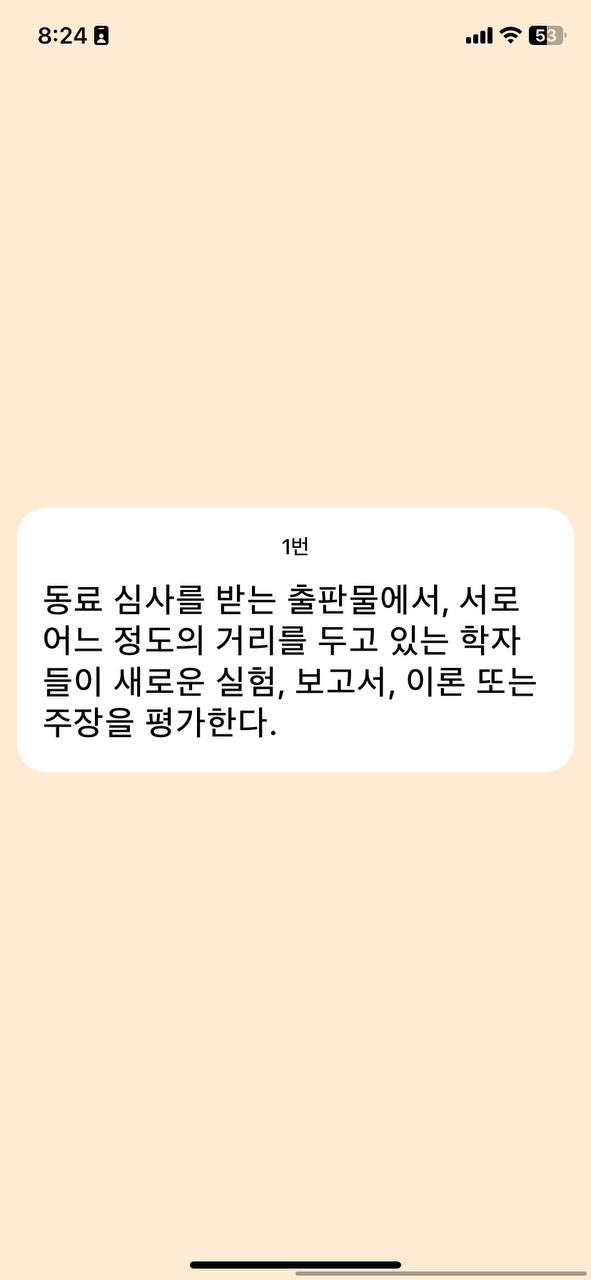 8:24
53
1번
동료 심사를 받는 출판물에서, 서로
어느 정도의 거리를 두고 있는 학자
들이 새로운 실험, 보고서, 이론 또는
주장을 평가한다.